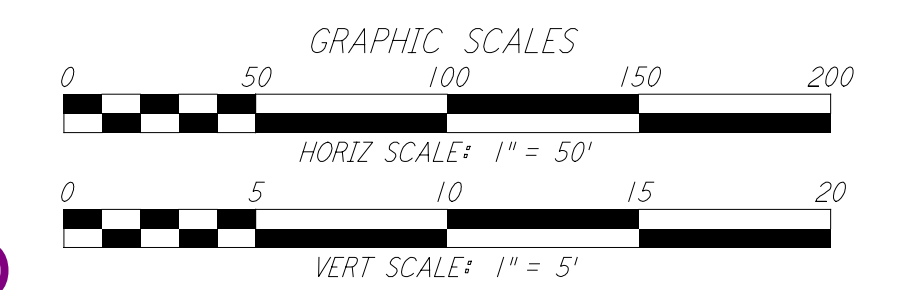 GRAPHIC SCALES
0 50 100 150 200
HORIZ SCALE: 1" = 50'
0 5 10 15 20
VERT SCALE: 1" = 5'